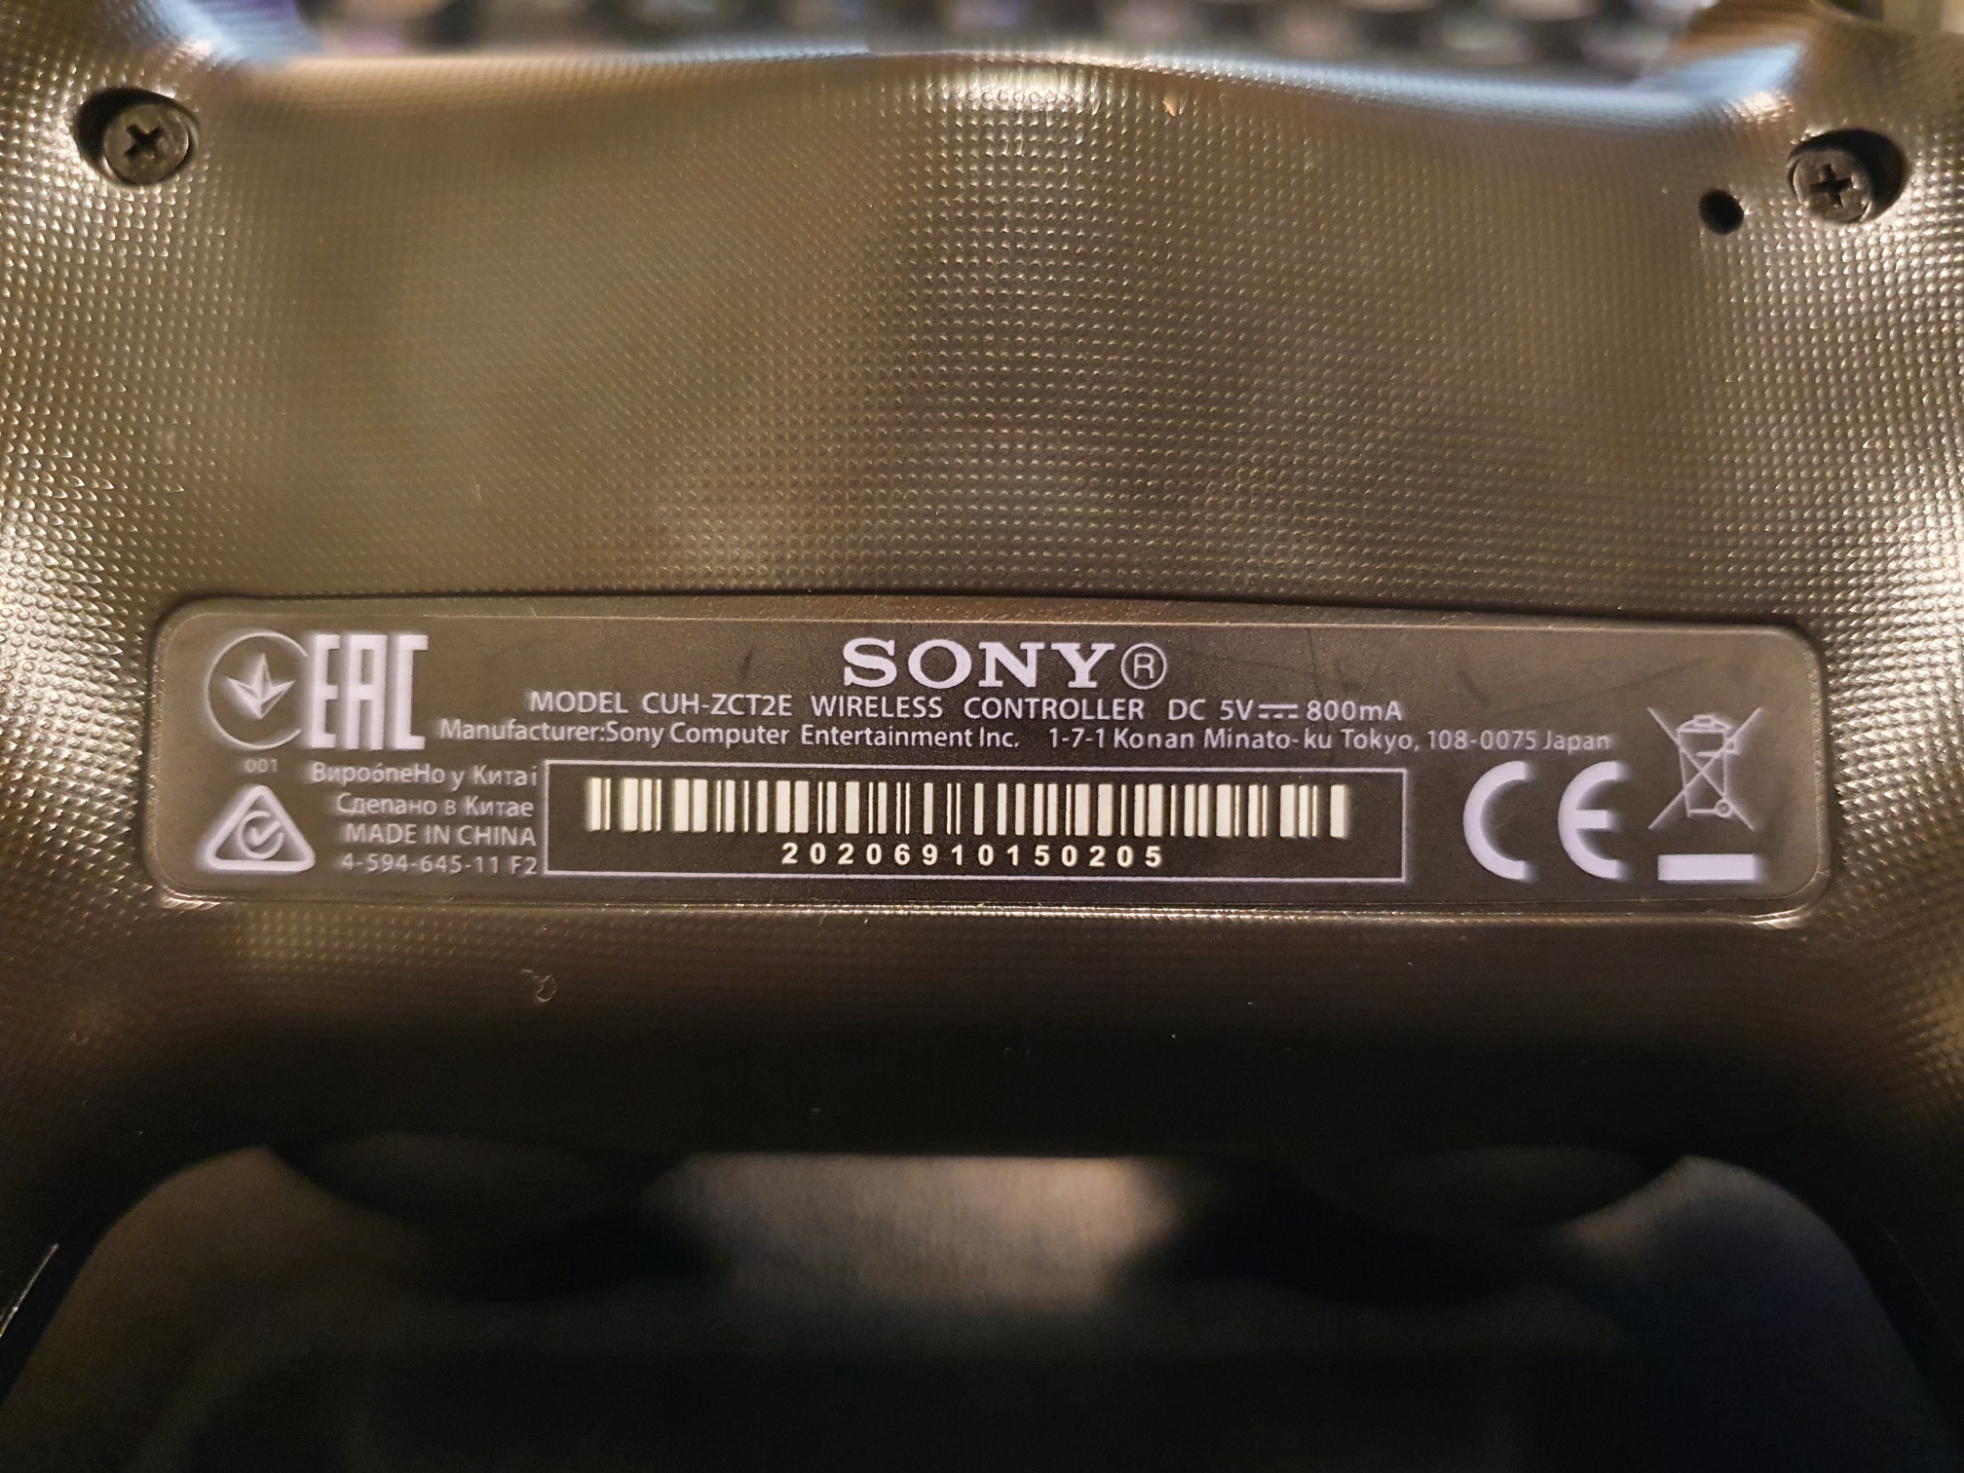 EAC
SONY®
MODEL CUH-ZCT2E WIRELESS CONTROLLER DC 5V⎓800mA
Manufacturer:Sony Computer Entertainment Inc. 1-7-1 Konan Minato-ku Tokyo, 108-0075 Japan
001
Виробпено у Китаї
Сделано в Китае
MADE IN CHINA
4-594-645-11 F2
20206910150205
CE